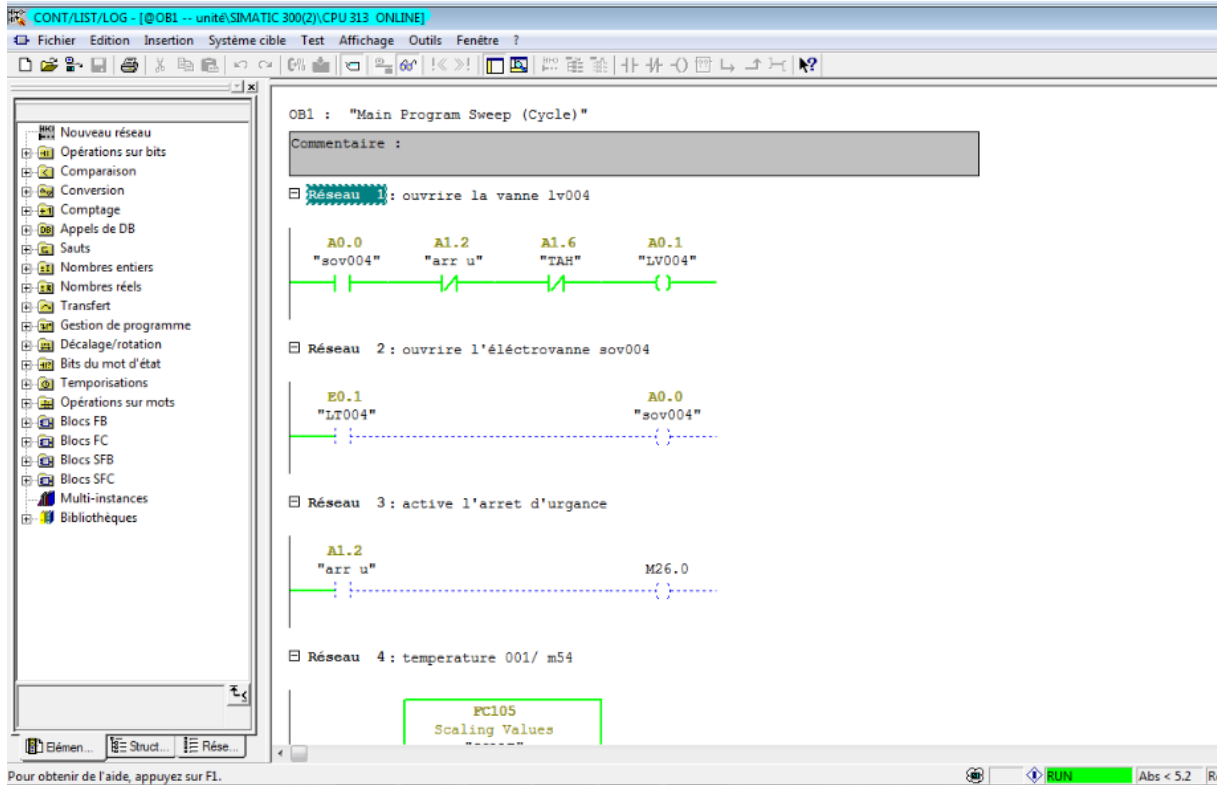 CONT/LIST/LOG - [@OB1 -- unité\SIMATIC 300(2)\CPU 313 ONLINE]
Fichier Edition Insertion Système cible Test Affichage Outils Fenêtre ?
Nouveau réseau
Opérations sur bits
Comparaison
Conversion
Comptage
Appels de DB
Sauts
Nombres entiers
Nombres réels
Transfert
Gestion de programme
Décalage/rotation
Bits du mot d'état
Temporisations
Opérations sur mots
Blocs FB
Blocs FC
Blocs SFB
Blocs SFC
Multi-instances
Bibliothèques
Elémen... Struct... Rése...
OB1 : "Main Program Sweep (Cycle)"
Commentaire :
Réseau 1 : ouvrire la vanne lv004
A0.0 A1.2 A1.6 A0.1
"sov004" "arr u" "TAH" "LV004"
Réseau 2 : ouvrire l'éléctrovanne sov004
E0.1 A0.0
"LT004" "sov004"
Réseau 3 : active l'arret d'urgance
A1.2
"arr u" M26.0
Réseau 4 : temperature 001/ m54
FC105
Scaling Values
Pour obtenir de l'aide, appuyez sur F1.
RUN Abs < 5.2